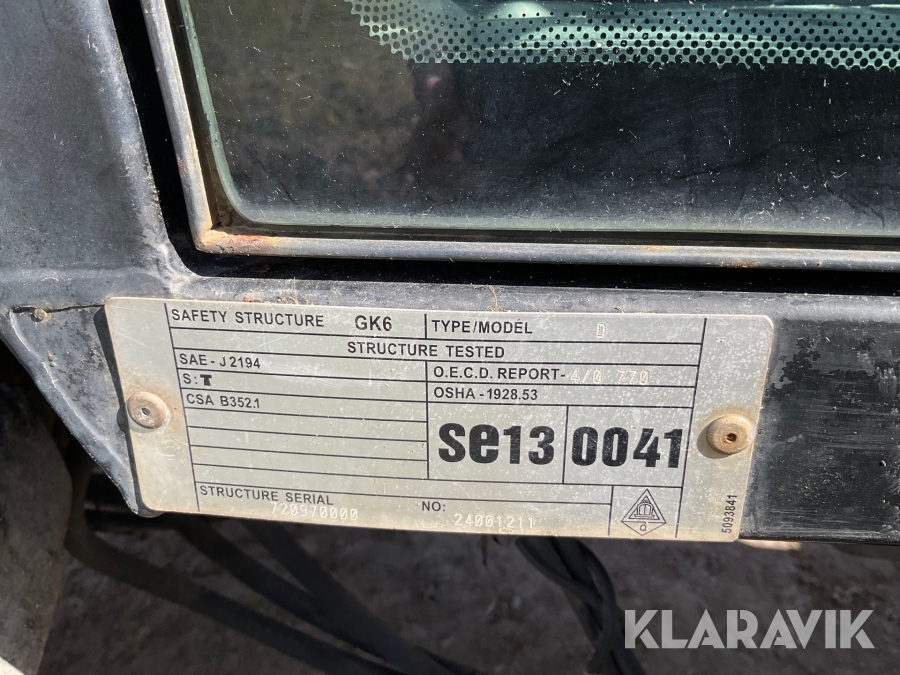 SAFETY STRUCTURE GK6 TYPE/MODEL D
STRUCTURE TESTED
SAE - J2194 O.E.C.D. REPORT- 4/0 770
S:T OSHA - 1928.53
CSA B352.1
se13 0041
STRUCTURE SERIAL NO:
720970000 24001211
5093841
KLARAVIK